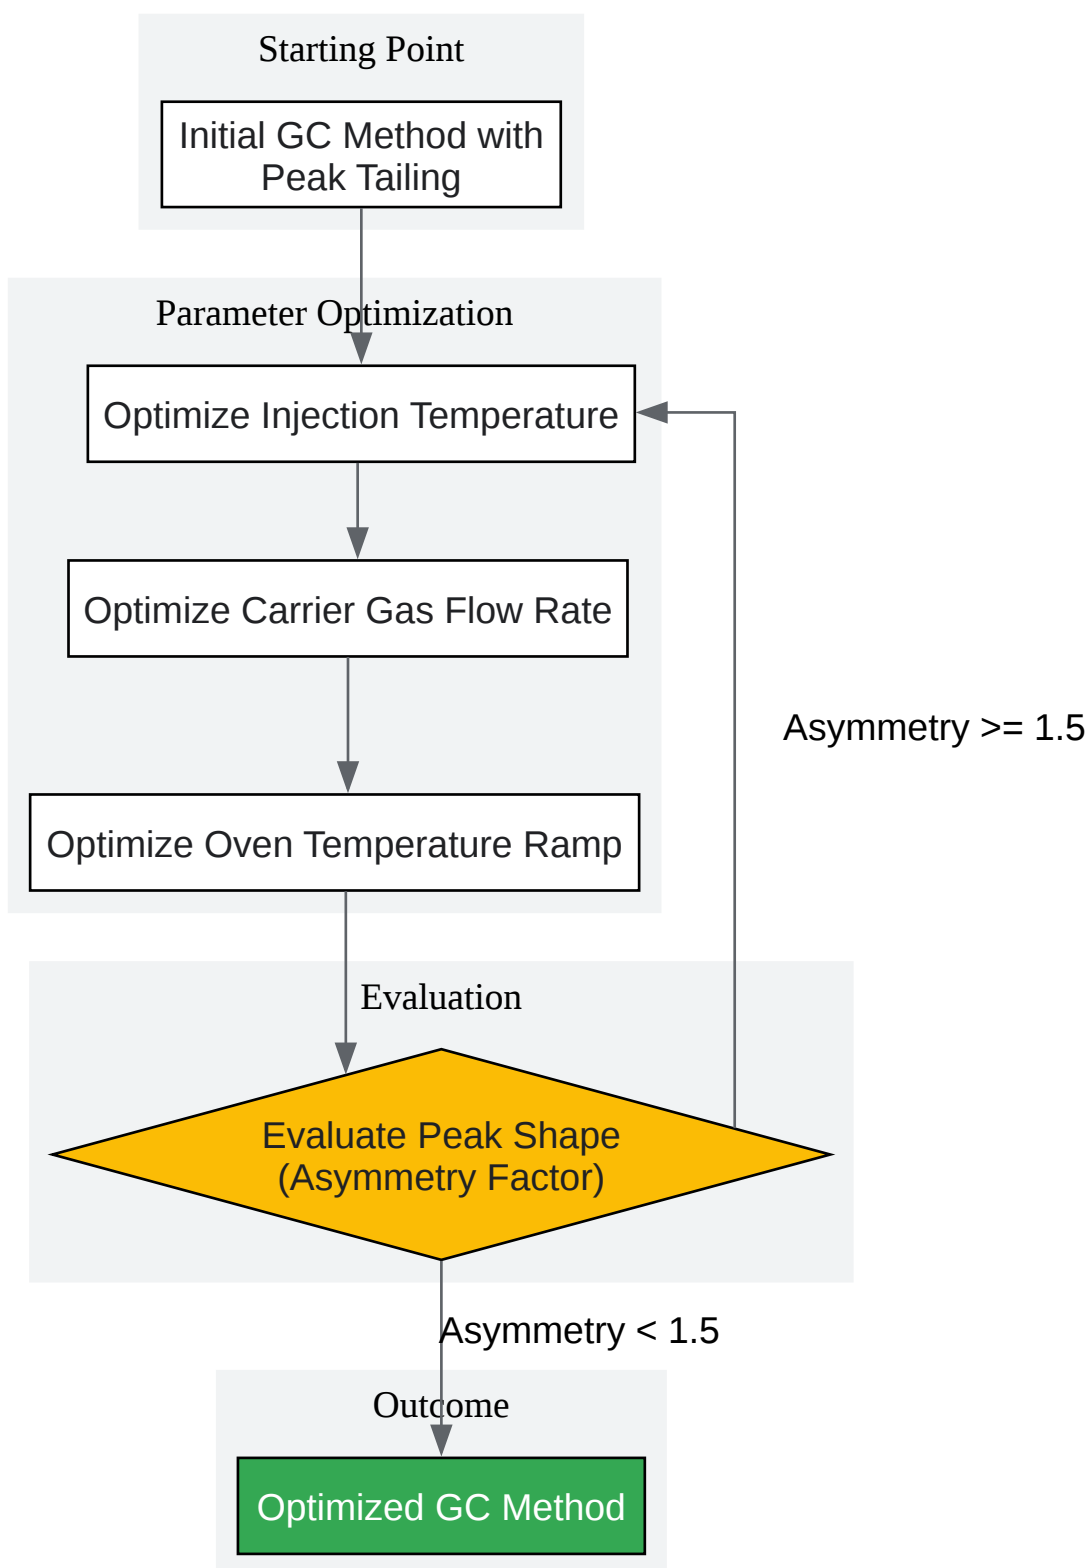 Starting Point
Initial GC Method with
Peak Tailing
Parameter Optimization
Optimize Injection Temperature
Optimize Carrier Gas Flow Rate
Asymmetry >= 1.5
Optimize Oven Temperature Ramp
Evaluation
Evaluate Peak Shape
(Asymmetry Factor)
Asymmetry < 1.5
Outcome
Optimized GC Method